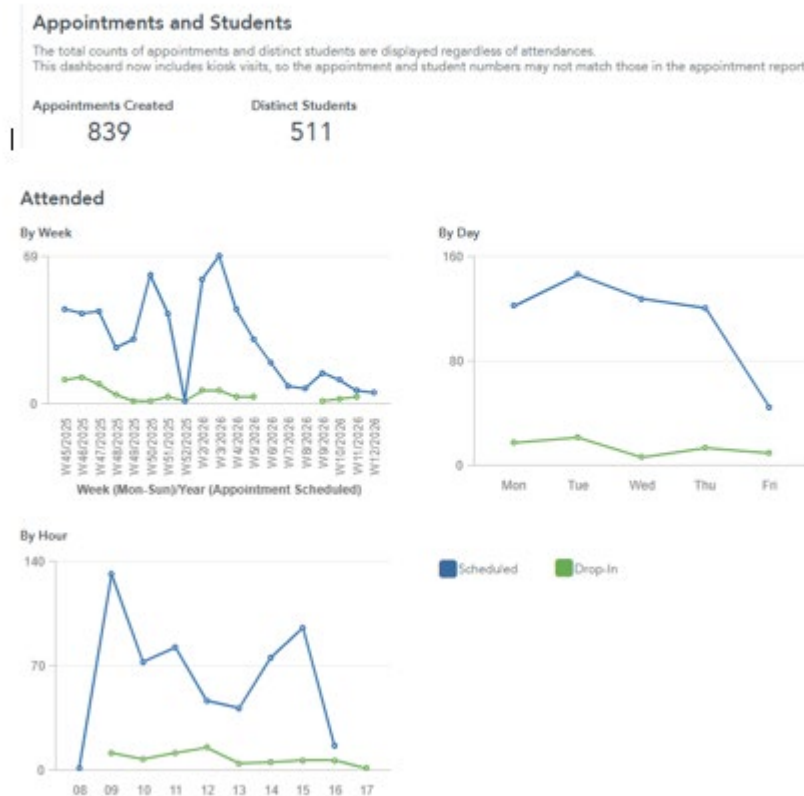 Appointments and Students
The total counts of appointments and distinct students are displayed regardless of attendances.
This dashboard now includes kiosk visits, so the appointment and student numbers may not match those in the appointment report
Appointments Created
Distinct Students
839
511
Attended
By Week
69
0
W45/2025
W46/2025
W47/2025
W48/2025
W49/2025
W50/2025
W51/2025
W52/2025
W2/2026
W3/2026
W4/2026
W5/2026
W6/2026
W7/2026
W8/2026
W9/2026
W10/2026
W11/2026
W12/2026
Week (Mon-Sun)/Year (Appointment Scheduled)
By Day
160
80
0
Mon Tue Wed Thu Fri
By Hour
140
70
0
08 09 10 11 12 13 14 15 16 17
Scheduled
Drop-In